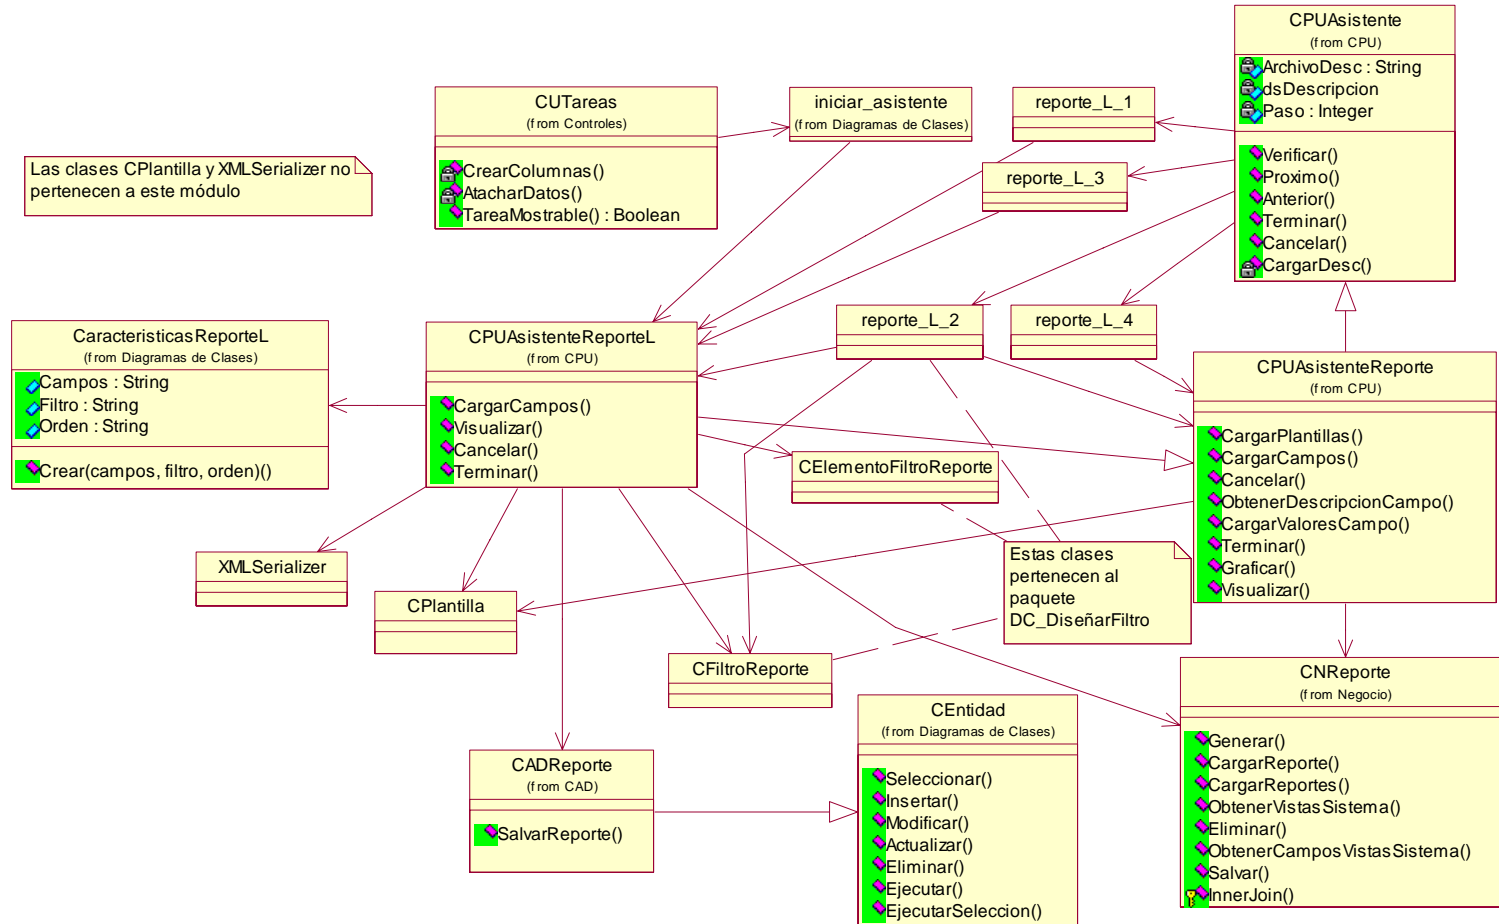 CPUAsistente
(from CPU)
ArchivoDesc : String
dsDescripcion
Paso : Integer
Verificar()
Proximo()
Anterior()
Terminar()
Cancelar()
CargarDesc()
CUTareas
(from Controles)
CrearColumnas()
AtacharDatos()
TareaMostrable() : Boolean
iniciar_asistente
(from Diagramas de Clases)
reporte_L_1
reporte_L_3
Las clases CPlantilla y XMLSerializer no
pertenecen a este módulo
reporte_L_2
reporte_L_4
CaracteristicasReporteL
(from Diagramas de Clases)
Campos : String
Filtro : String
Orden : String
Crear(campos, filtro, orden)()
CPUAsistenteReporteL
(from CPU)
CargarCampos()
Visualizar()
Cancelar()
Terminar()
CPUAsistenteReporte
(from CPU)
CargarPlantillas()
CargarCampos()
Cancelar()
ObtenerDescripcionCampo()
CargarValoresCampo()
Terminar()
Graficar()
Visualizar()
CElementoFiltroReporte
XMLSerializer
CPlantilla
Estas clases
pertenecen al
paquete
DC_DiseñarFiltro
CFiltroReporte
CADReporte
(from CAD)
SalvarReporte()
CEntidad
(from Diagramas de Clases)
Seleccionar()
Insertar()
Modificar()
Actualizar()
Eliminar()
Ejecutar()
EjecutarSeleccion()
CNReporte
(from Negocio)
Generar()
CargarReporte()
CargarReportes()
ObtenerVistasSistema()
Eliminar()
ObtenerCamposVistasSistema()
Salvar()
InnerJoin()